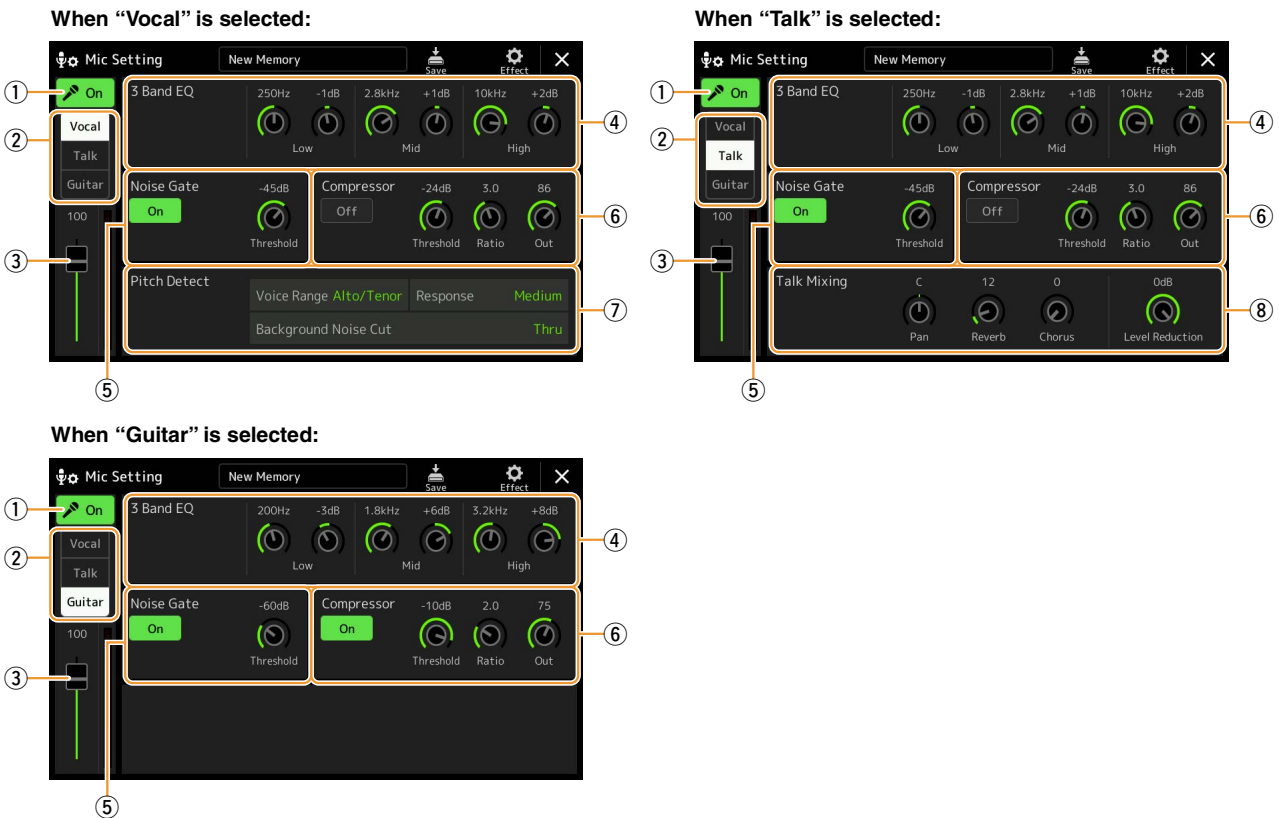 When “Vocal” is selected:
Mic Setting New Memory Save Effect
① On 3 Band EQ 250Hz -1dB 2.8kHz +1dB 10kHz +2dB
② Vocal Low Mid High ④
Talk
Guitar Noise Gate -45dB Compressor -24dB 3.0 86
100 On Off ⑥
Threshold Threshold Ratio Out
③
Pitch Detect
Voice Range Alto/Tenor Response Medium
Background Noise Cut Thru ⑦
⑤
When “Talk” is selected:
Mic Setting New Memory Save Effect
① On 3 Band EQ 250Hz -1dB 2.8kHz +1dB 10kHz +2dB
② Vocal Low Mid High ④
Talk
Guitar Noise Gate -45dB Compressor -24dB 3.0 86
100 On Off ⑥
Threshold Threshold Ratio Out
③
Talk Mixing C 12 0 0dB
Pan Reverb Chorus Level Reduction ⑧
⑤
When “Guitar” is selected:
Mic Setting New Memory Save Effect
① On 3 Band EQ 200Hz -3dB 1.8kHz +6dB 3.2kHz +8dB
② Vocal Low Mid High ④
Talk
Guitar Noise Gate -60dB Compressor -10dB 2.0 75
100 On On ⑥
Threshold Threshold Ratio Out
③
⑤